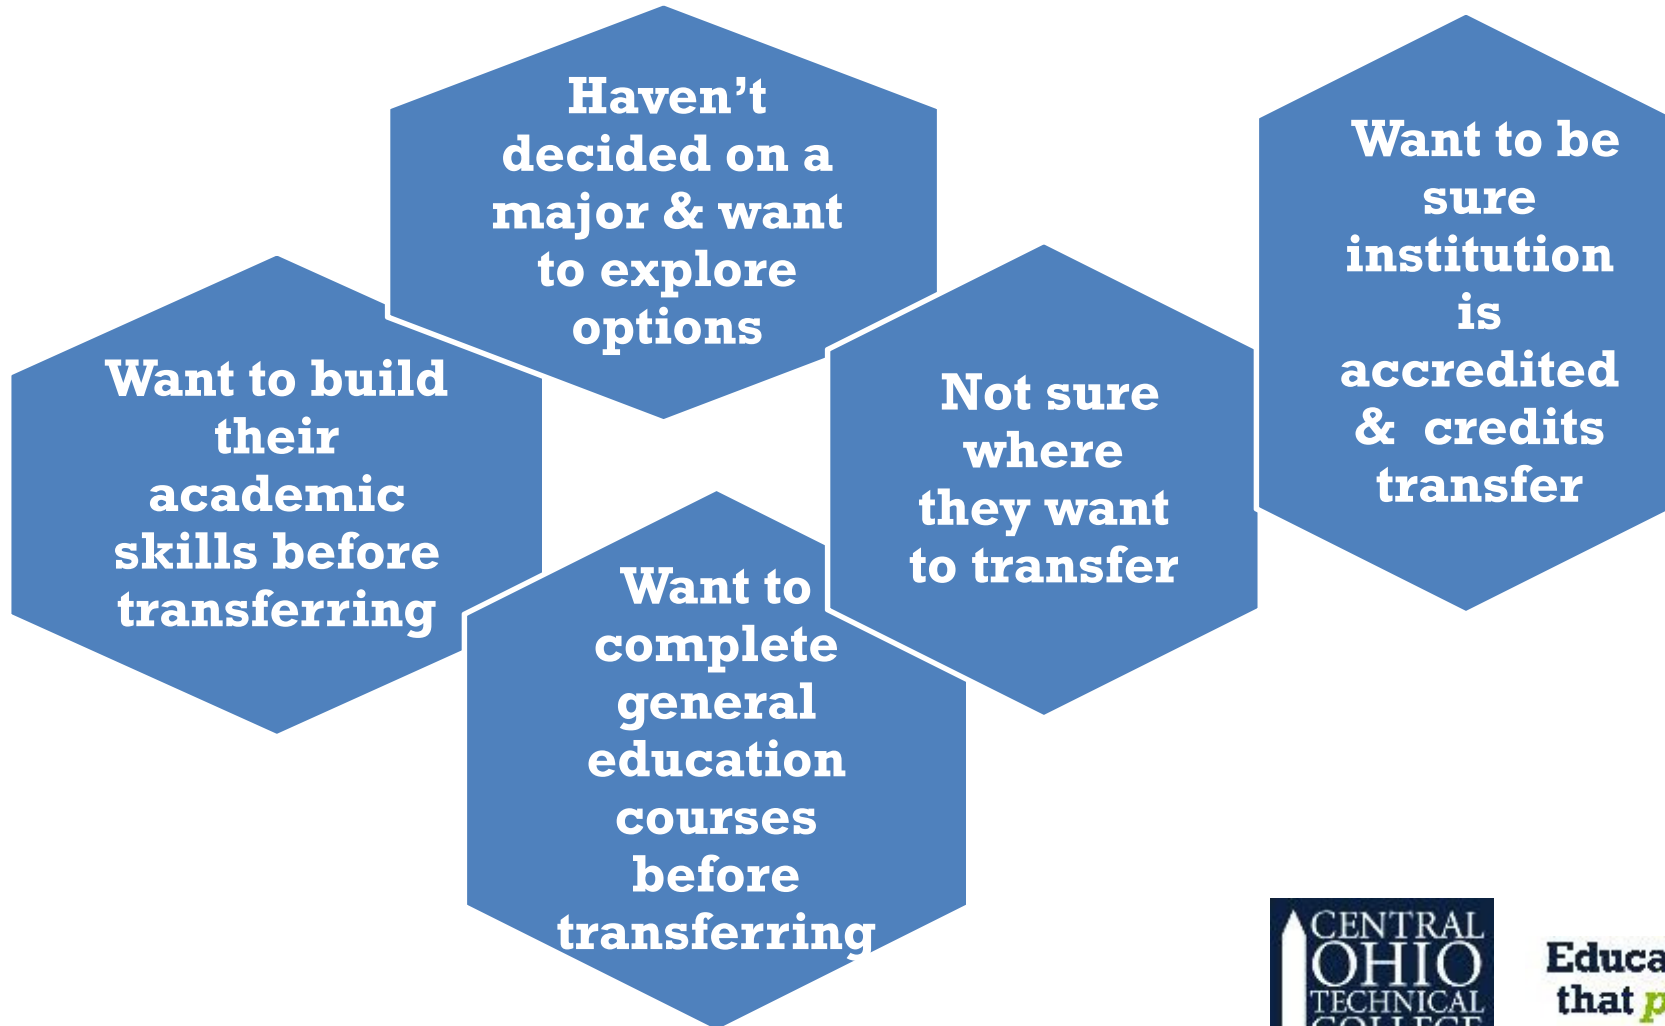 Haven’t
decided on a
major & want
to explore
options
Want to be
sure
institution
is
accredited
& credits
transfer
Want to build
their
academic
skills before
transferring
Not sure
where
they want
to transfer
Want to
complete
general
education
courses
before
transferring
CENTRAL
OHIO
TECHNICAL
COLLEGE
that